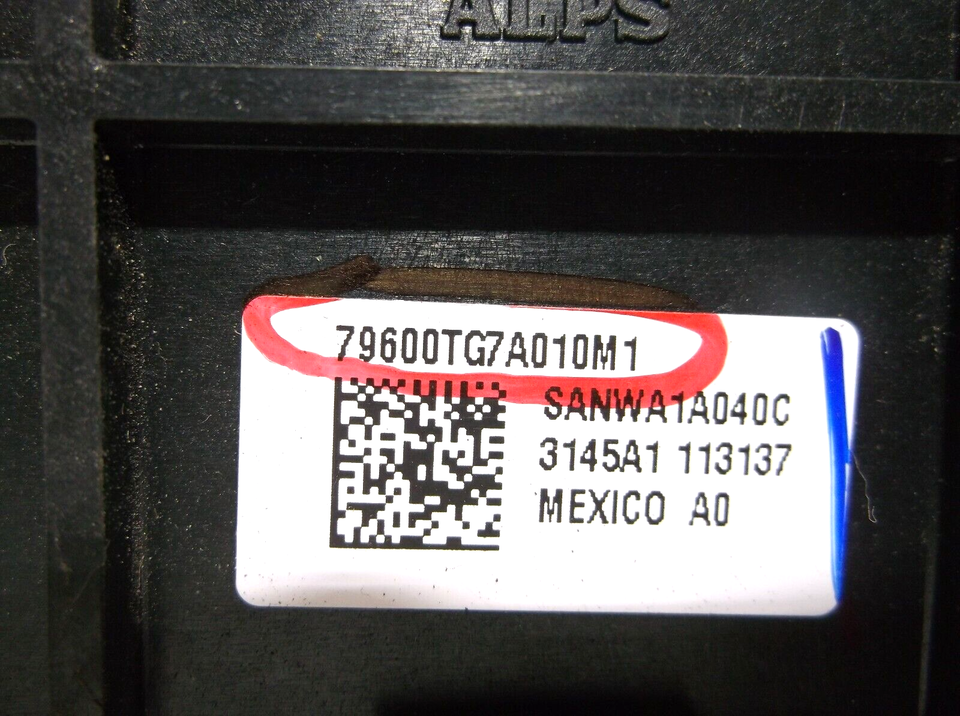 ALPS
79600TG7A010M1
SANWA1A040C
3145A1 113137
MEXICO A0